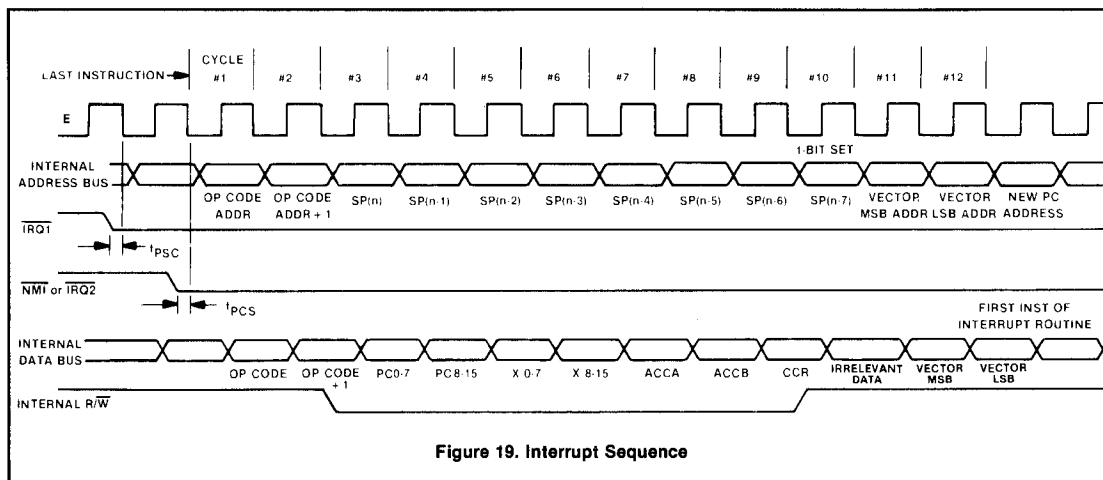 CYCLE
LAST INSTRUCTION #1 #2 #3 #4 #5 #6 #7 #8 #9 #10 #11 #12
E
1-BIT SET
INTERNAL
ADDRESS BUS
OP CODE ADDR
OP CODE ADDR + 1
SP(n) SP(n-1) SP(n-2) SP(n-3) SP(n-4) SP(n-5) SP(n-6) SP(n-7)
VECTOR MSB ADDR
VECTOR LSB ADDR
NEW PC ADDRESS
IRQ1
tPSC
NMI or IRQ2
tPCS
FIRST INST OF
INTERRUPT ROUTINE
INTERNAL
DATA BUS
OP CODE
OP CODE + 1
PC0-7 PC8-15 X 0-7 X 8-15 ACCA ACCB CCR
IRRELEVANT DATA
VECTOR MSB
VECTOR LSB
INTERNAL R/W
Figure 19. Interrupt Sequence